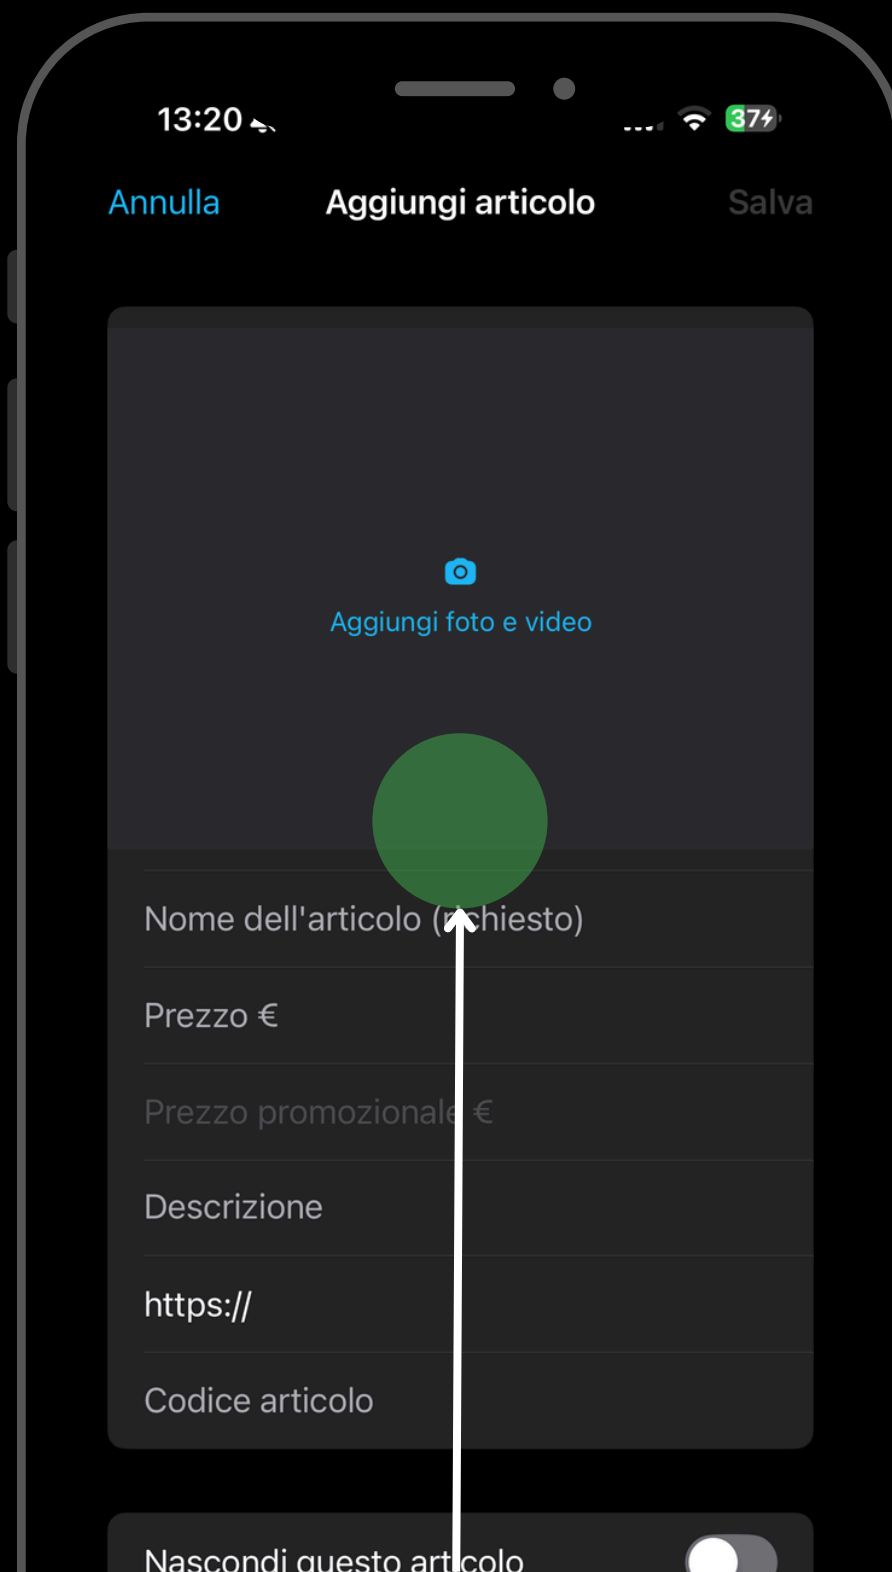 13:20
37
Annulla
Aggiungi articolo
Salva
Aggiungi foto e video
Nome dell'articolo (richiesto)
Prezzo €
Prezzo promozionale €
Descrizione
https://
Codice articolo
Nascondi questo articolo